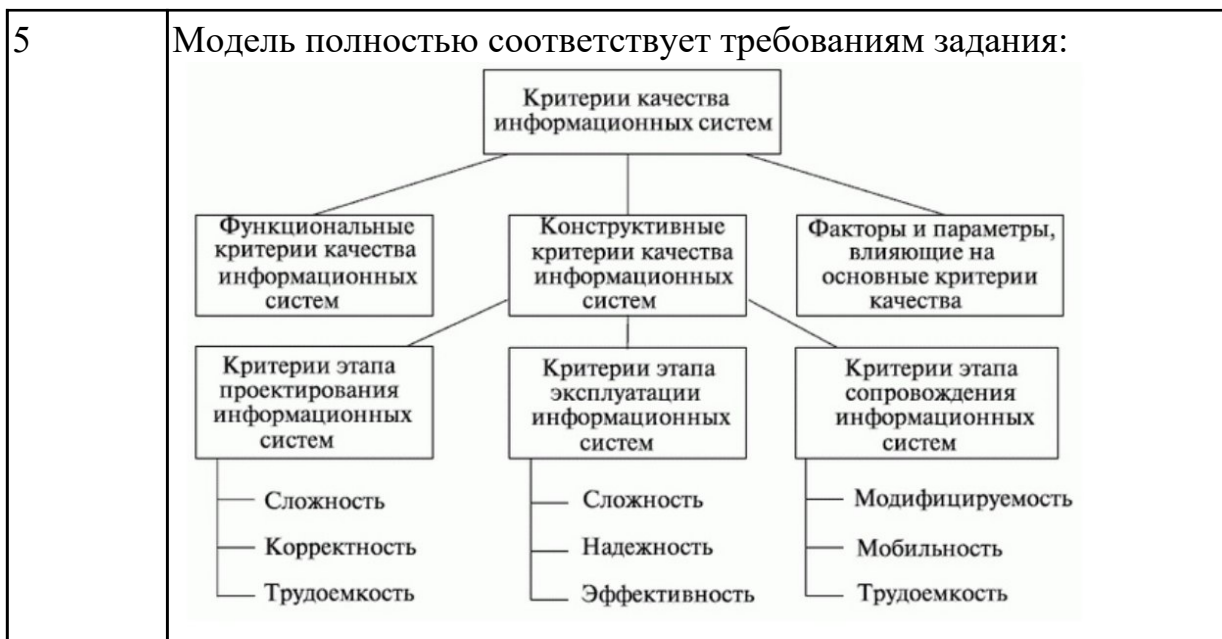 5
Модель полностью соответствует требованиям задания:
Критерии качества
информационных систем
Функциональные
критерии качества
информационных
систем
Конструктивные
критерии качества
информационных
систем
Факторы и параметры,
влияющие на
основные критерии
качества
Критерии этапа
проектирования
информационных
систем
Сложность
Корректность
Трудоемкость
Критерии этапа
эксплуатации
информационных
систем
Сложность
Надежность
Эффективность
Критерии этапа
сопровождения
информационных
систем
Модифицируемость
Мобильность
Трудоемкость